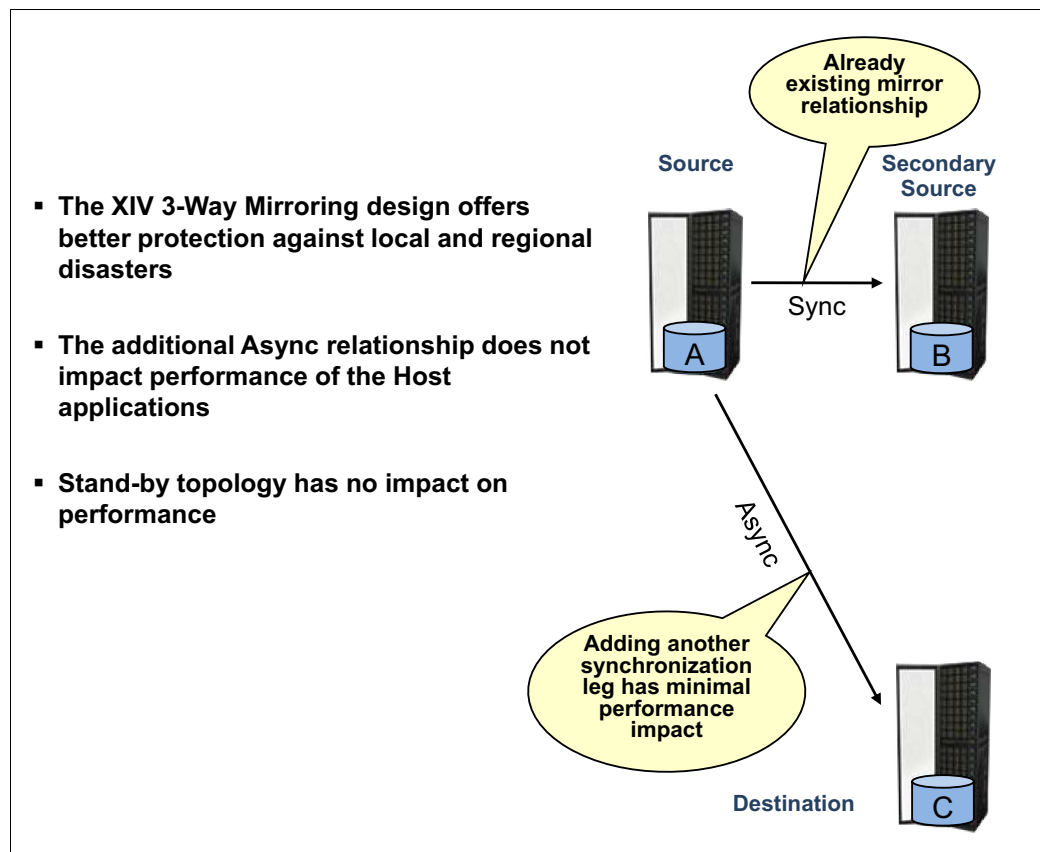 Already
existing mirror
relationship
Source
Secondary
Source
▪ The XIV 3-Way Mirroring design offers
better protection against local and regional
disasters
▪ The additional Async relationship does not
impact performance of the Host
applications
▪ Stand-by topology has no impact on
performance
Sync
A
B
Async
Adding another
synchronization
leg has minimal
performance
impact
Destination
C